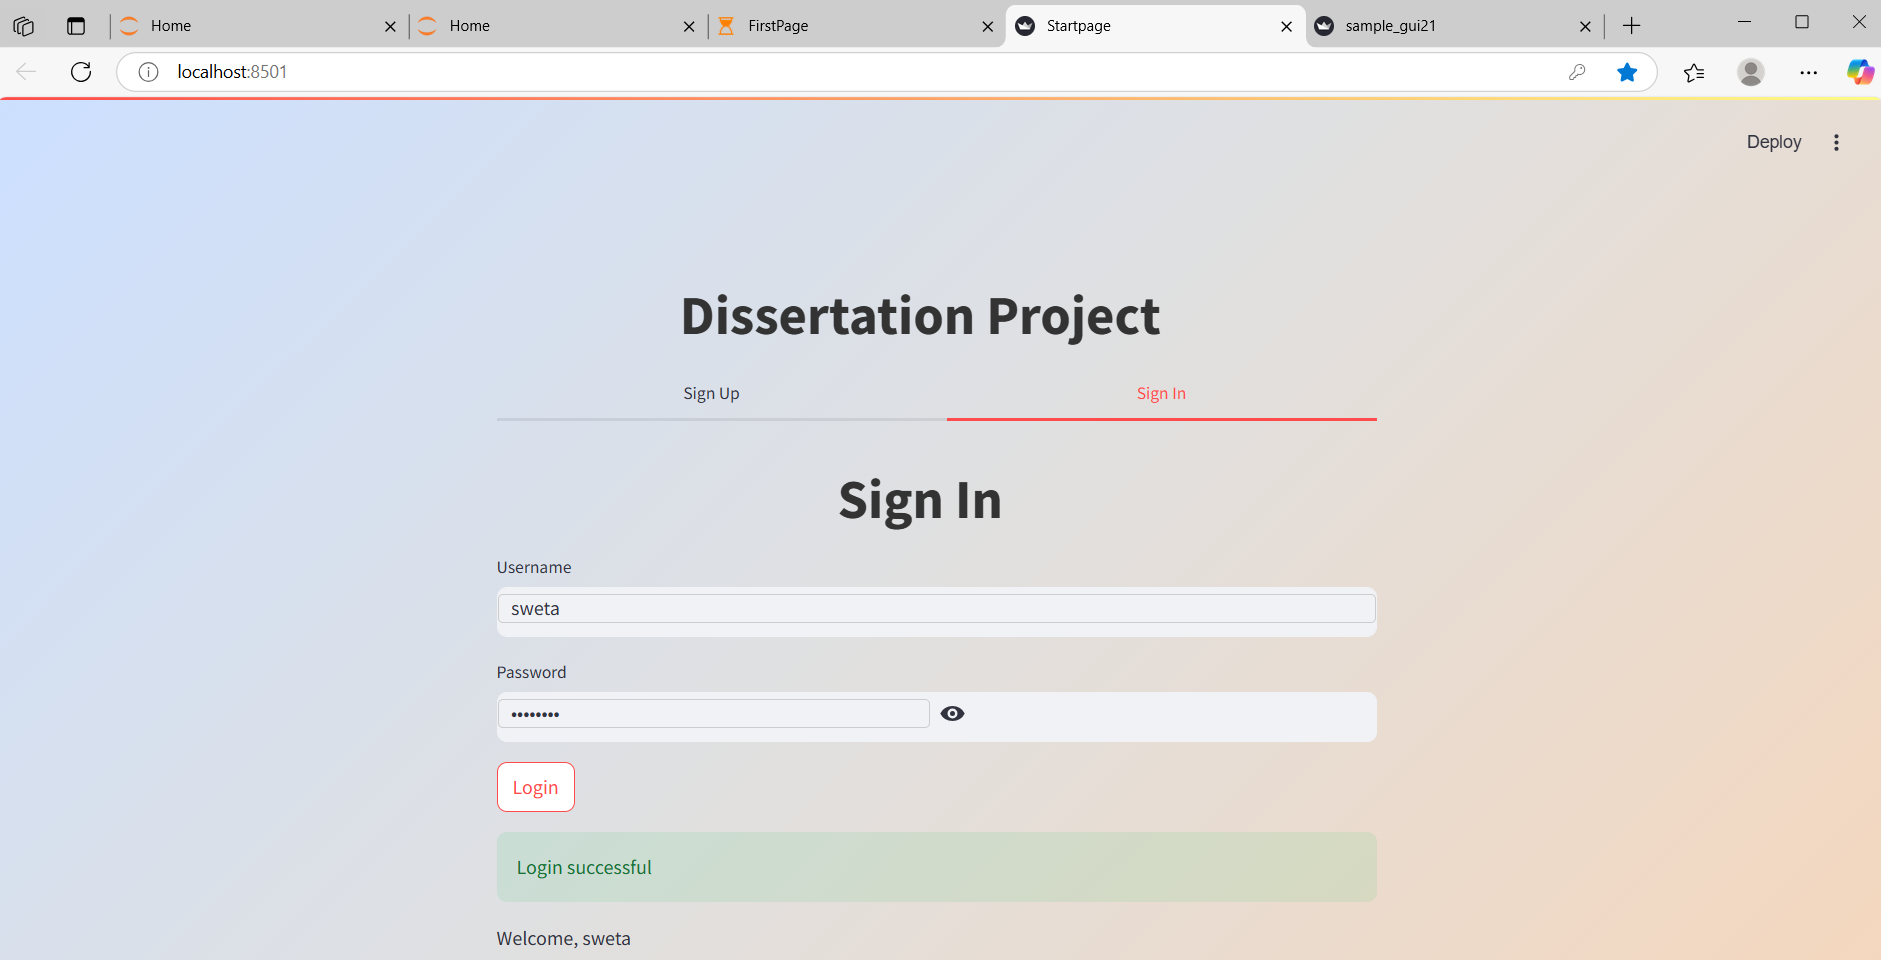 Home
Home
FirstPage
Startpage
sample_gui21
localhost:8501
Deploy
Dissertation Project
Sign Up
Sign In
Sign In
Username
sweta
Password
••••••••
Login
Login successful
Welcome, sweta